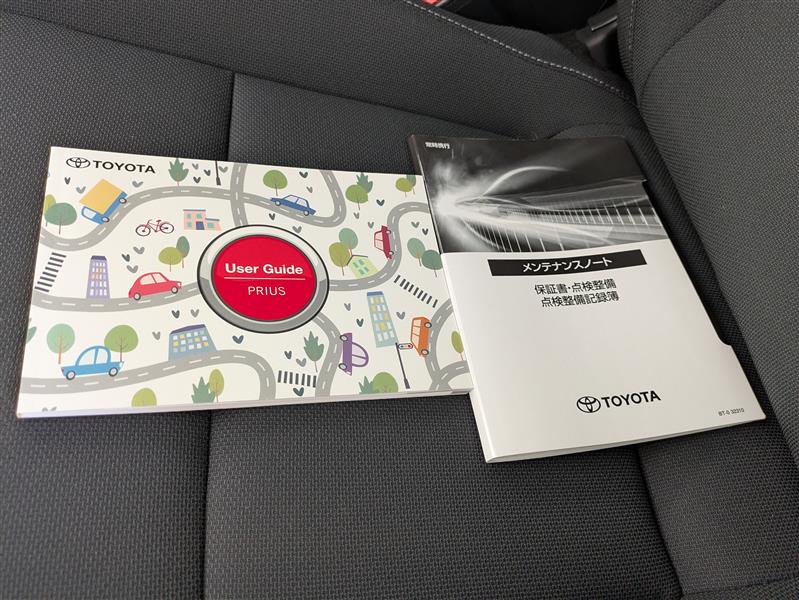 TOYOTA
User Guide
PRIUS
常時携行
メンテナンスノート
保証書・点検整備
点検整備記録簿
TOYOTA